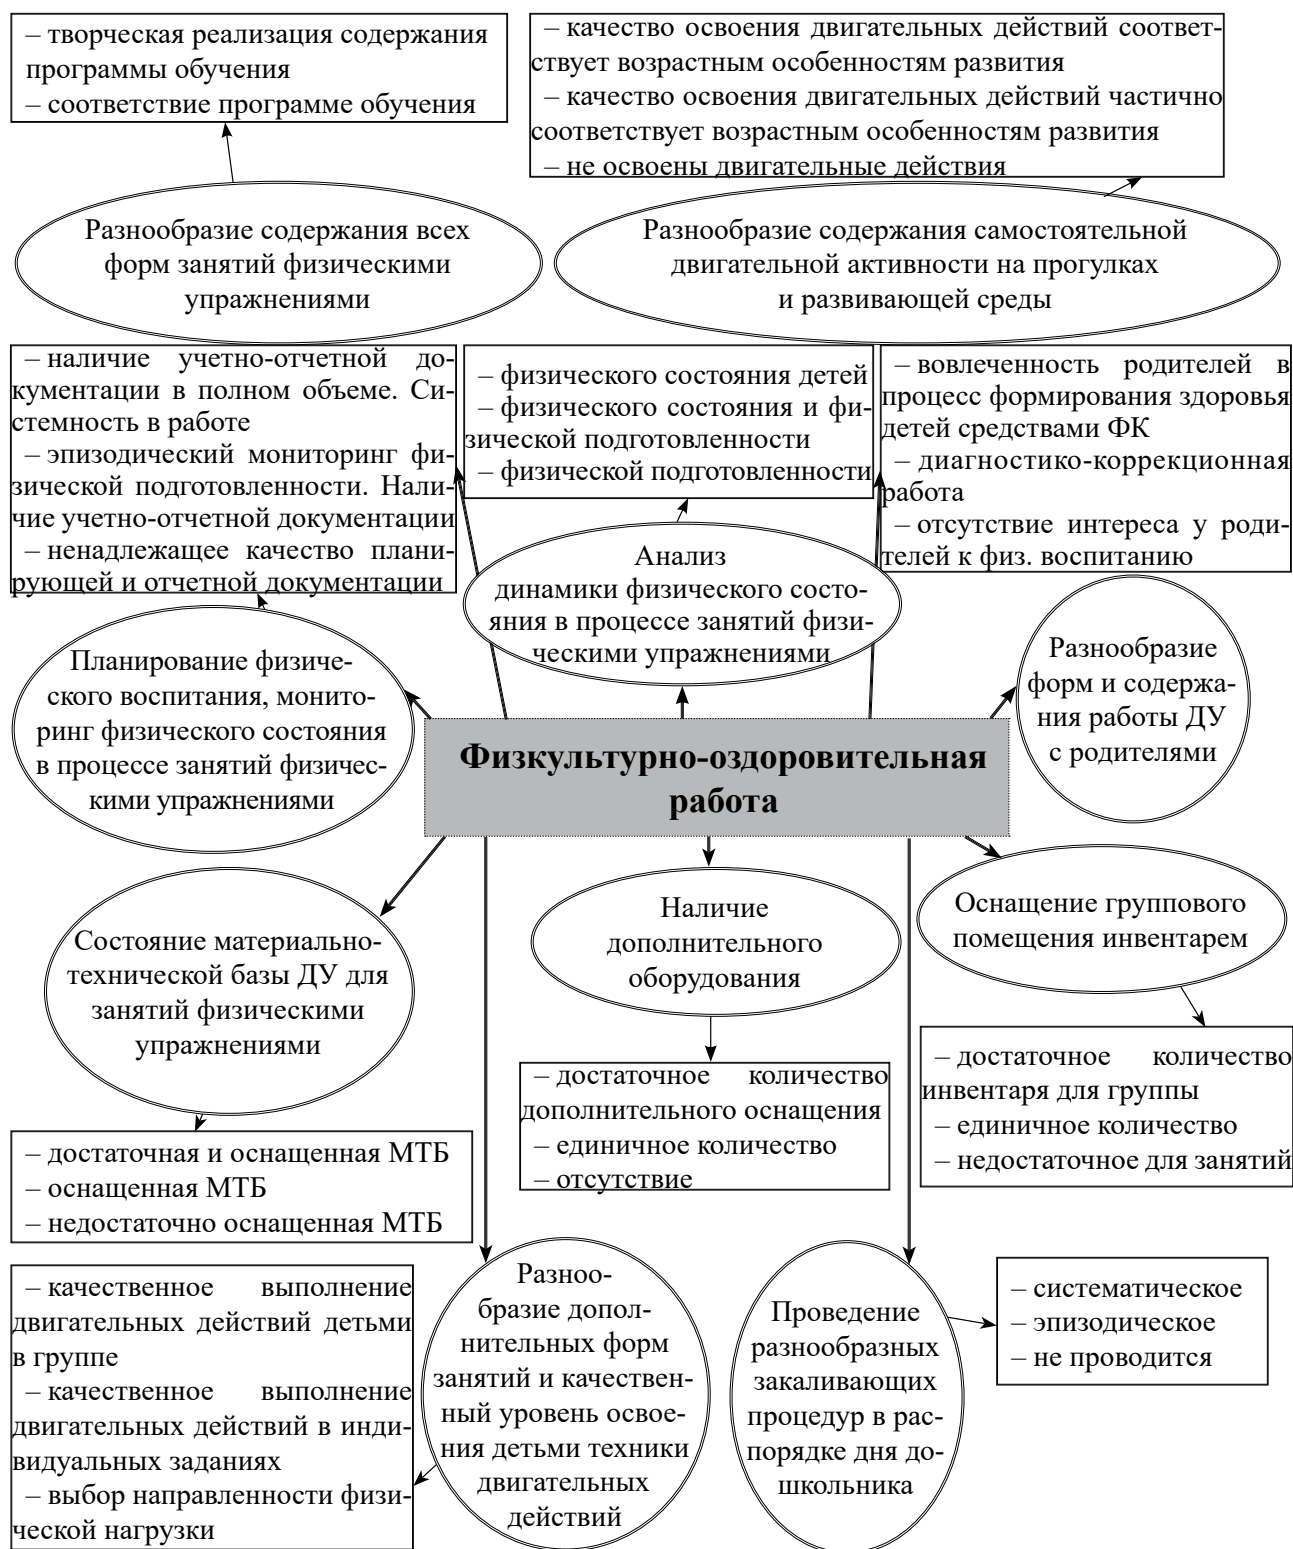 – творческая реализация содержания
программы обучения
– соответствие программе обучения
– качество освоения двигательных действий соответ-
ствует возрастным особенностям развития
– качество освоения двигательных действий частично
соответствует возрастным особенностям развития
– не освоены двигательные действия
Разнообразие содержания всех
форм занятий физическими
упражнениями
Разнообразие содержания самостоятельной
двигательной активности на прогулках
и развивающей среды
– наличие учетно-отчетной до-
кументации в полном объеме. Си-
стемность в работе
– эпизодический мониторинг фи-
зической подготовленности. Нали-
чие учетно-отчетной документации
– ненадлежащее качество плани-
рующей и отчетной документации
– физического состояния детей
– физического состояния и фи-
зической подготовленности
– физической подготовленности
– вовлеченность родителей в
процесс формирования здоровья
детей средствами ФК
– диагностико-коррекционная
работа
– отсутствие интереса у роди-
телей к физ. воспитанию
Анализ
динамики физического состо-
яния в процессе занятий физи-
ческими упражнениями
Планирование физиче-
ского воспитания, монито-
ринг физического состояния
в процессе занятий физичес-
кими упражнениями
Разнообразие
форм и содержа-
ния работы ДУ
с родителями
Физкультурно-оздоровительная
работа
Состояние материально-
технической базы ДУ для
занятий физическими
упражнениями
Наличие
дополнительного
оборудования
Оснащение группового
помещения инвентарем
– достаточная и оснащенная МТБ
– оснащенная МТБ
– недостаточно оснащенная МТБ
– достаточное количество
дополнительного оснащения
– единичное количество
– отсутствие
– достаточное количество
инвентаря для группы
– единичное количество
– недостаточное для занятий
– качественное выполнение
двигательных действий детьми
в группе
– качественное выполнение
двигательных действий в инди-
видуальных заданиях
– выбор направленности физи-
ческой нагрузки
Разноо-
бразие допол-
нительных форм
занятий и качествен-
ный уровень освое-
ния детьми техники
двигательных
действий
Проведение
разнообразных
закаливающих
процедур в рас-
порядке дня до-
школьника
– систематическое
– эпизодическое
– не проводится